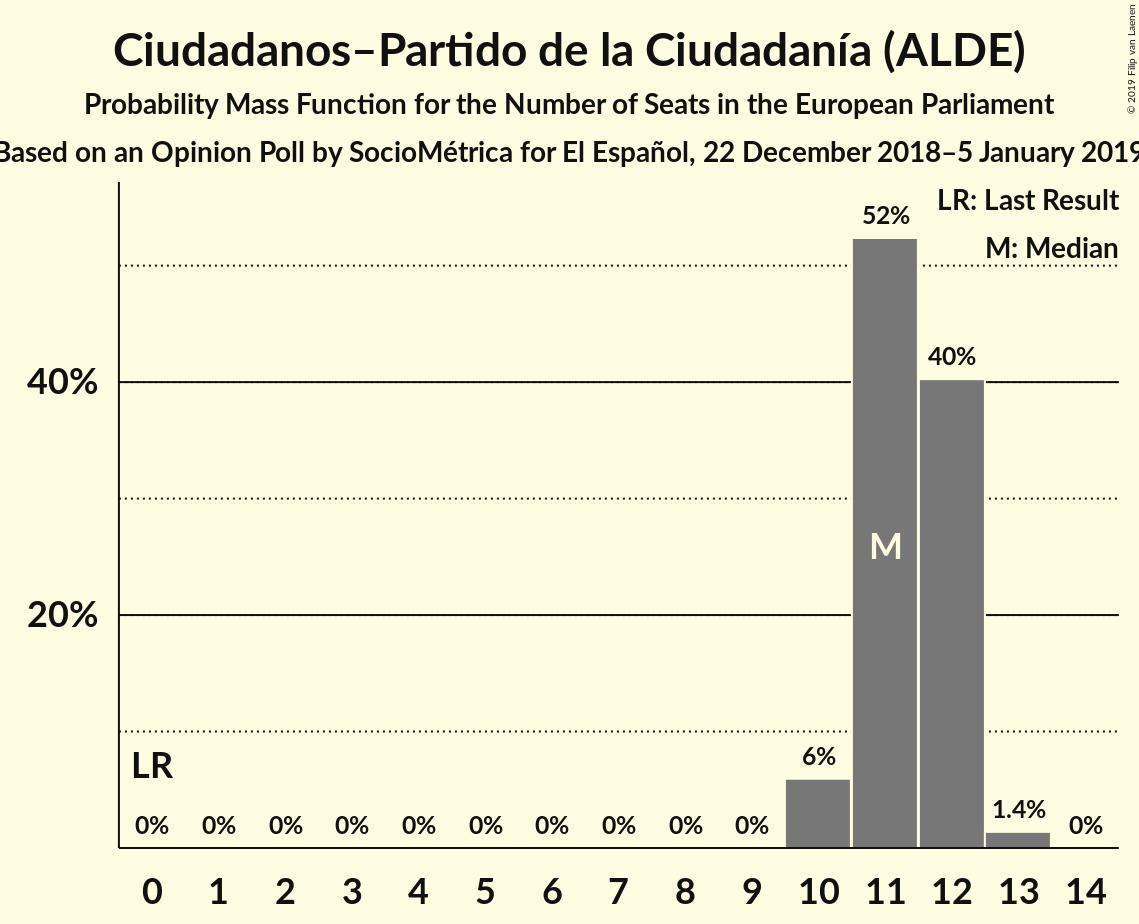 Ciudadanos–Partido de la Ciudadanía (ALDE)
Probability Mass Function for the Number of Seats in the European Parliament
Based on an Opinion Poll by SocioMétrica for El Español, 22 December 2018–5 January 2019
© 2019 Filip van Laenen
LR: Last Result
M: Median
52%
40%
40%
M
20%
LR
6%
1.4%
0% 0% 0% 0% 0% 0% 0% 0% 0% 0% 0%
0 1 2 3 4 5 6 7 8 9 10 11 12 13 14